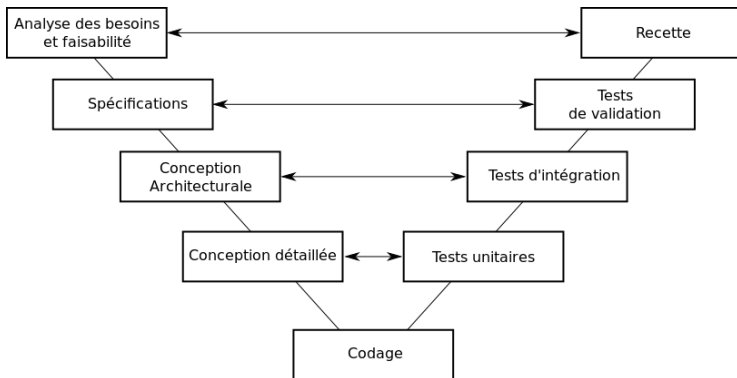 Analyse des besoins
et faisabilité
Recette
Spécifications
Tests
de validation
Conception
Architecturale
Tests d'intégration
Conception détaillée
Tests unitaires
Codage